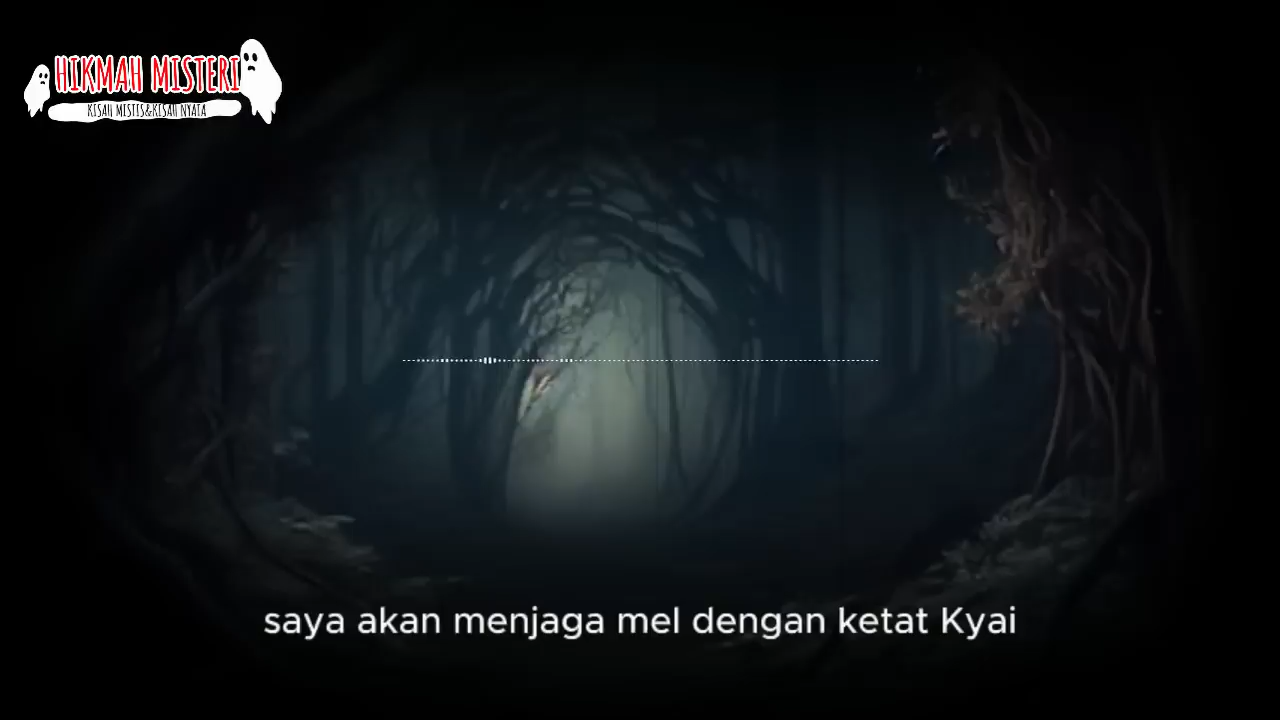 HIKMAH MISTERI
KISAH MISTIS&KISAH NYATA
saya akan menjaga mel dengan ketat Kyai